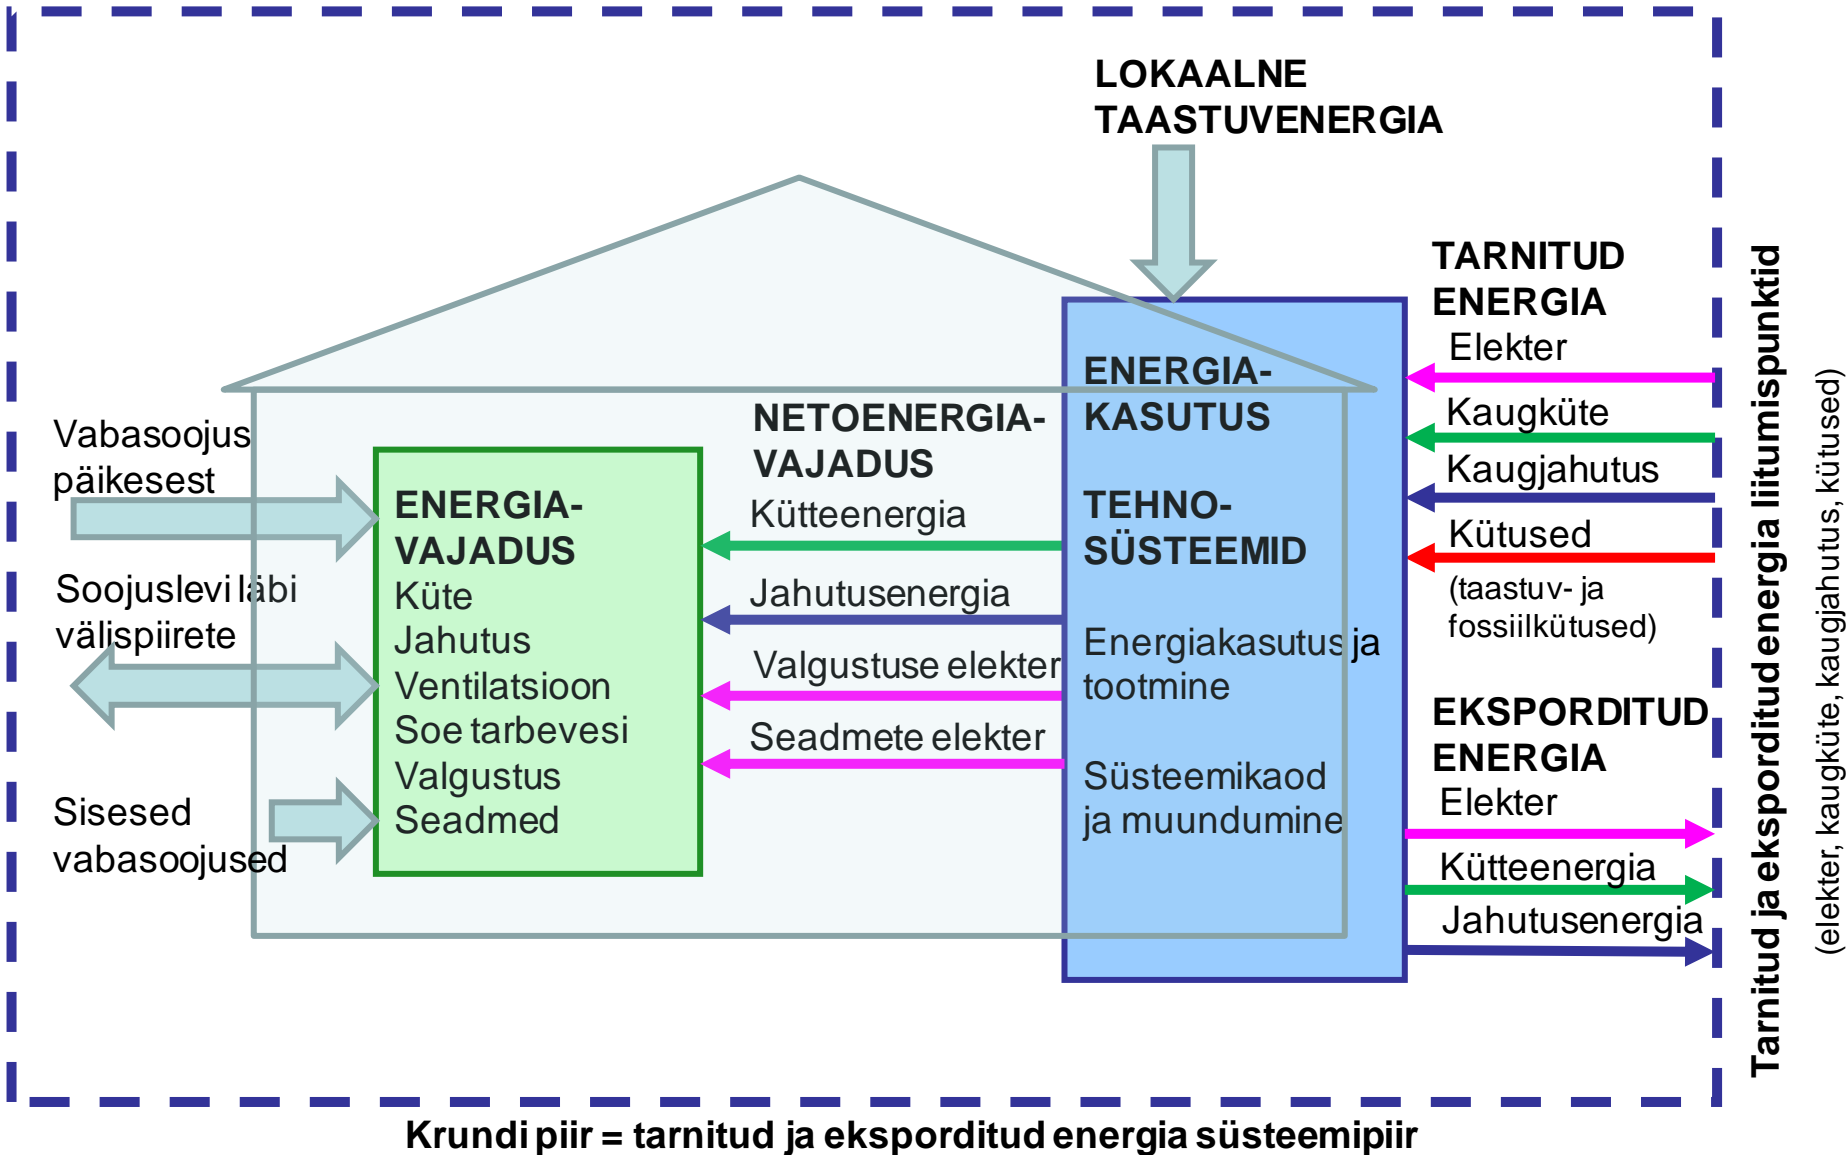 LOKAALNE
TAASTUVENERGIA
Vabasoojus
päikesest
Soojuslevi läbi
välispiirete
Sisesed
vabasoojused
ENERGIA-
VAJADUS
Küte
Jahutus
Ventilatsioon
Soe tarbevesi
Valgustus
Seadmed
NETOENERGIA-
VAJADUS
Kütteenergia
Jahutusenergia
Valgustuse elekter
Seadmete elekter
ENERGIA-
KASUTUS
TEHNO-
SÜSTEEMID
Energiakasutus ja
tootmine
Süsteemikaod
ja muundumine
TARNITUD
ENERGIA
Elekter
Kaugküte
Kaugjahutus
Kütused
(taastuv- ja
fossiilkütused)
EKSPORDITUD
ENERGIA
Elekter
Kütteenergia
Jahutusenergia
Tarnitud ja eksporditud energia liitumispunktid
(elekter, kaugküte, kaugjahutus, kütused)
Krundi piir = tarnitud ja eksporditud energia süsteemipiir